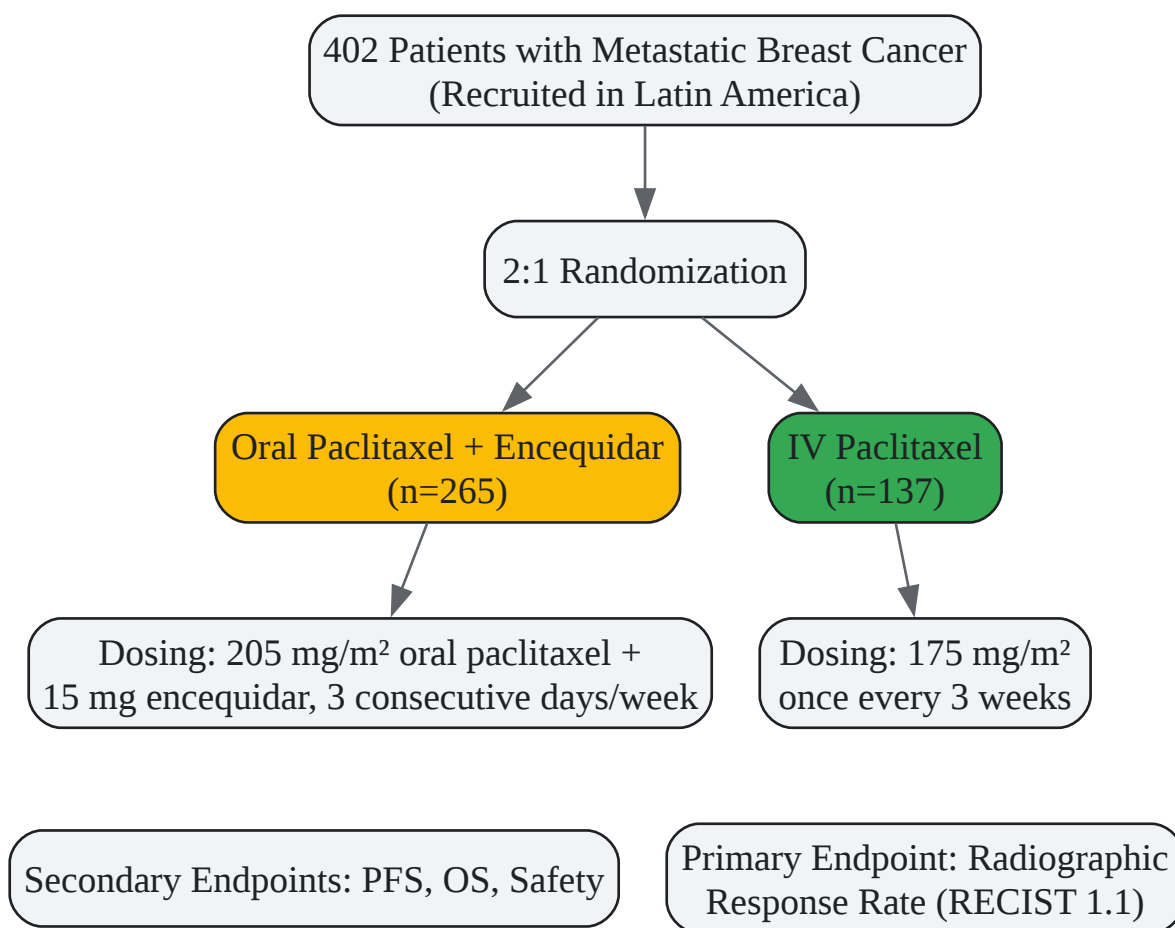 402 Patients with Metastatic Breast Cancer
(Recruited in Latin America)
2:1 Randomization
Oral Paclitaxel + Encequidar
(n=265)
IV Paclitaxel
(n=137)
Dosing: 205 mg/m² oral paclitaxel +
15 mg encequidar, 3 consecutive days/week
Dosing: 175 mg/m²
once every 3 weeks
Secondary Endpoints: PFS, OS, Safety
Primary Endpoint: Radiographic
Response Rate (RECIST 1.1)